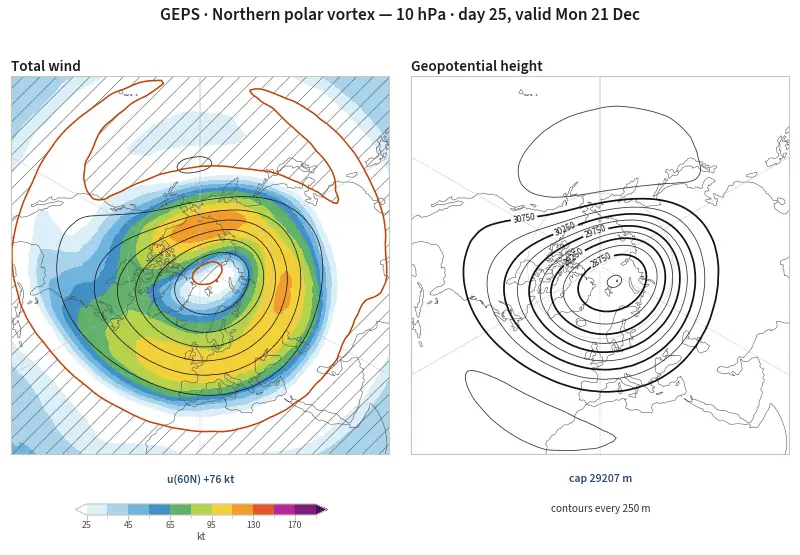 GEPS · Northern polar vortex — 10 hPa · day 25, valid Mon 21 Dec
Total wind
Geopotential height
30750
30250
29750
28750
u(60N) +76 kt
cap 29207 m
contours every 250 m
25 45 65 95 130 170
kt